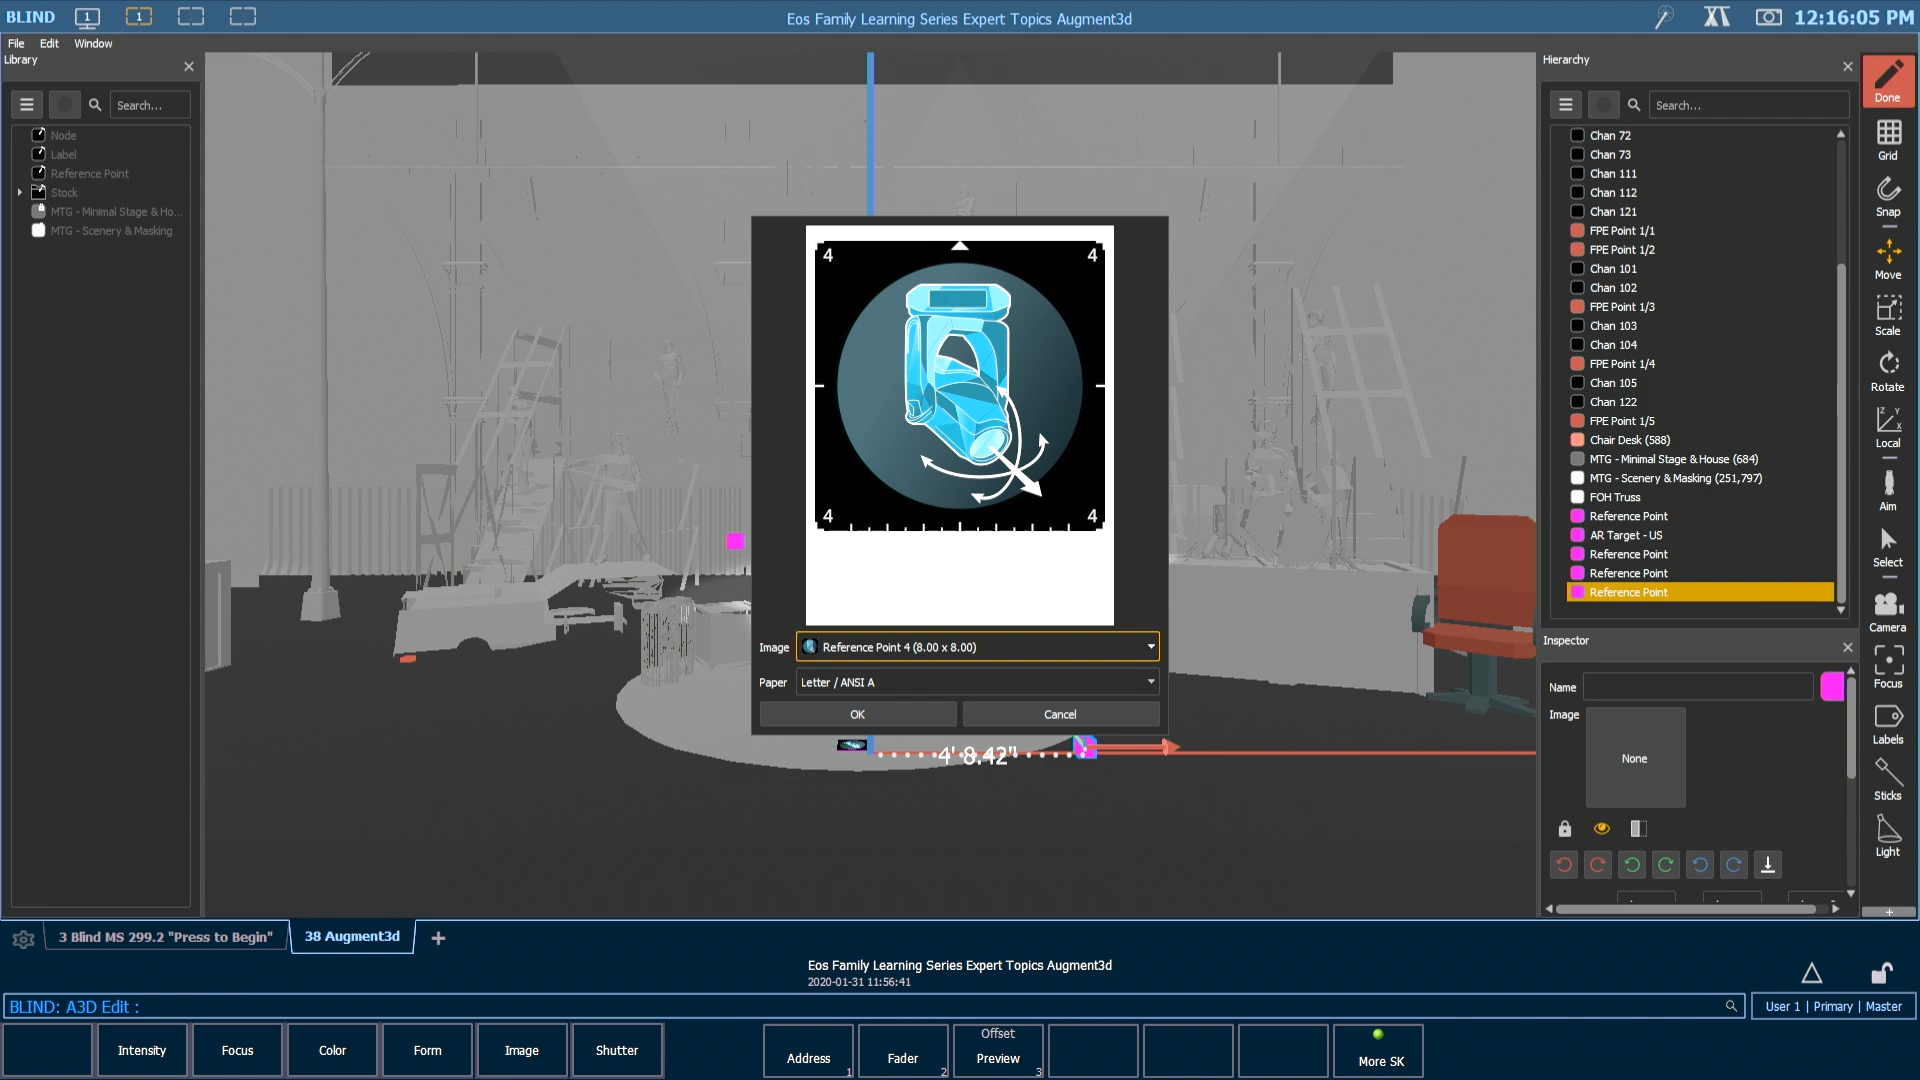 BLIND
1
1
Eos Family Learning Series Expert Topics Augment3d
12:16:05 PM
File Edit Window
Library
Search...
Node
Label
Reference Point
Stock
MTG - Minimal Stage & Ho...
MTG - Scenery & Masking
4 4
4 4
Image Reference Point 4 (8.00 x 8.00)
Paper Letter / ANSI A
OK Cancel
4' 8.42"
Hierarchy
Search...
Chan 72
Chan 73
Chan 111
Chan 112
Chan 121
FPE Point 1/1
FPE Point 1/2
Chan 101
Chan 102
FPE Point 1/3
Chan 103
Chan 104
FPE Point 1/4
Chan 105
Chan 122
FPE Point 1/5
Chair Desk (588)
MTG - Minimal Stage & House (684)
MTG - Scenery & Masking (251,797)
FOH Truss
Reference Point
AR Target - US
Reference Point
Reference Point
Reference Point
Inspector
Name
Image
None
Done
Grid
Snap
Move
Scale
Rotate
Z Y X
Local
Aim
Select
Camera
Focus
Labels
Sticks
Light
3 Blind MS 299.2 "Press to Begin"
38 Augment3d
Eos Family Learning Series Expert Topics Augment3d
2020-01-31 11:56:41
BLIND: A3D Edit :
User 1 | Primary | Master
Intensity
Focus
Color
Form
Image
Shutter
Address 1
Fader 2
Offset
Preview 3
More SK